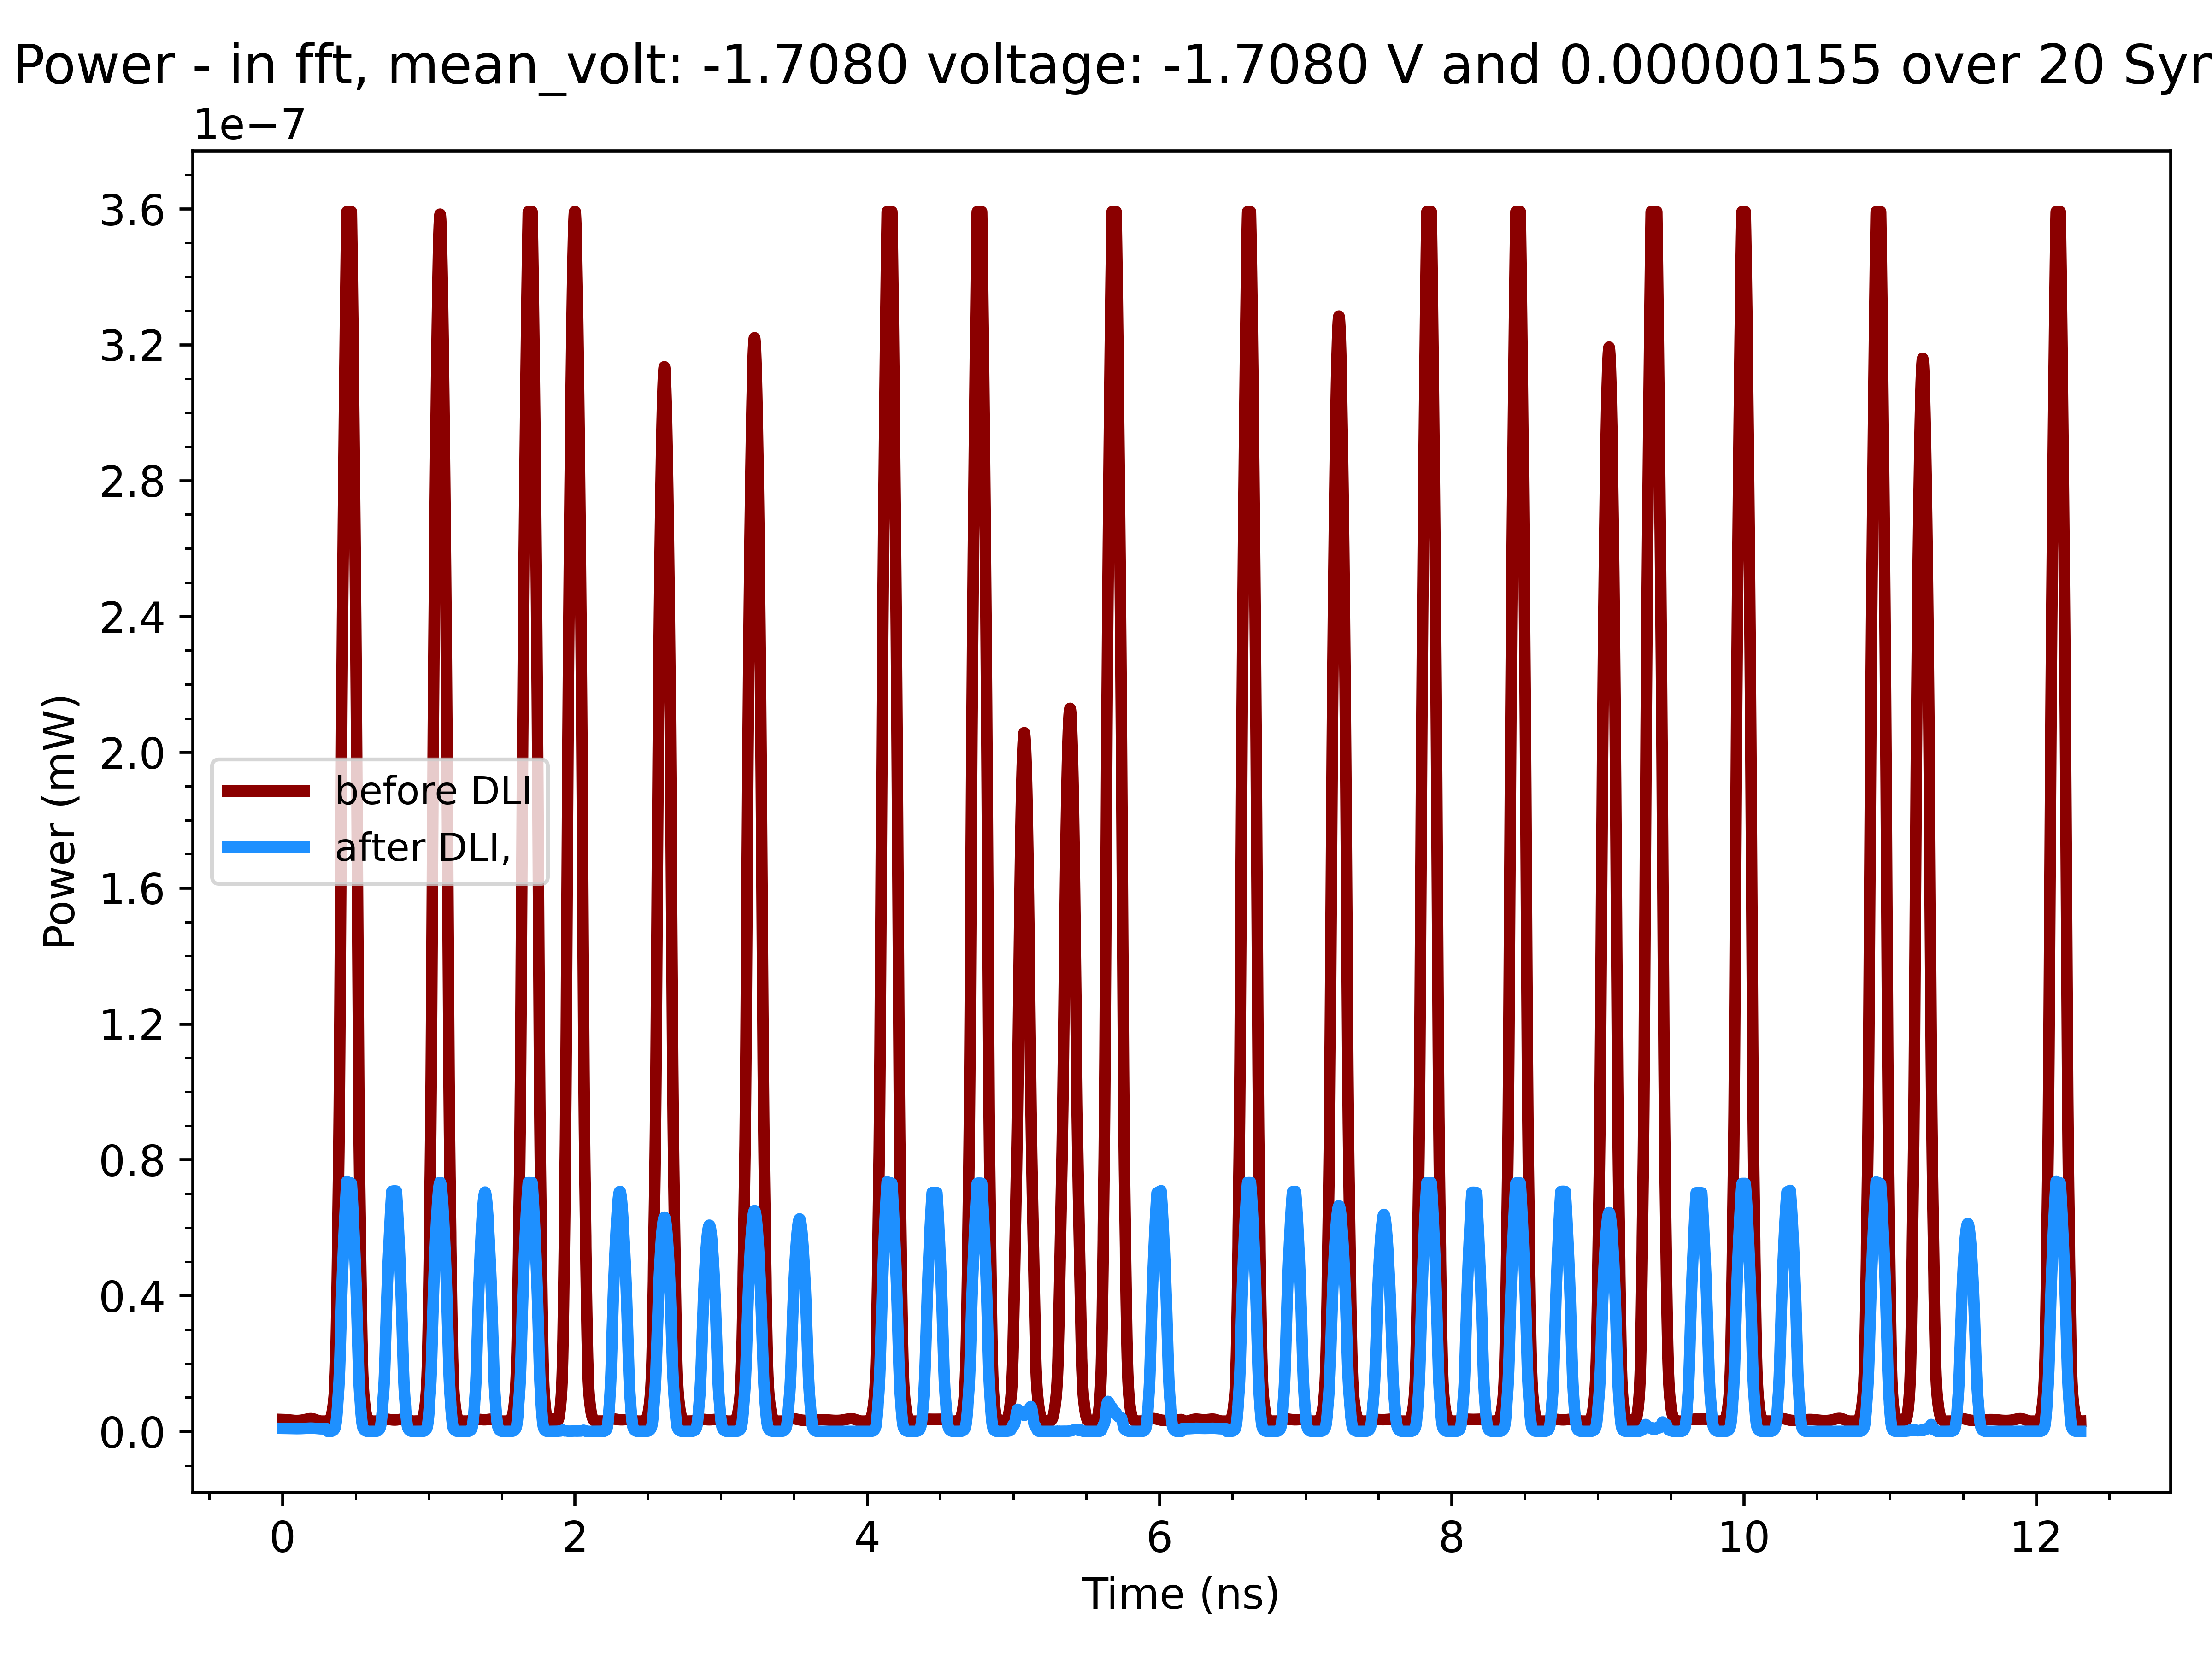 Power - in fft, mean_volt: -1.7080 voltage: -1.7080 V and 0.00000155 over 20 Syn
1e−7
3.6
3.2
2.8
2.4
2.0
1.6
1.2
0.8
0.4
0.0
Power (mW)
before DLI
after DLI,
0 2 4 6 8 10 12
Time (ns)